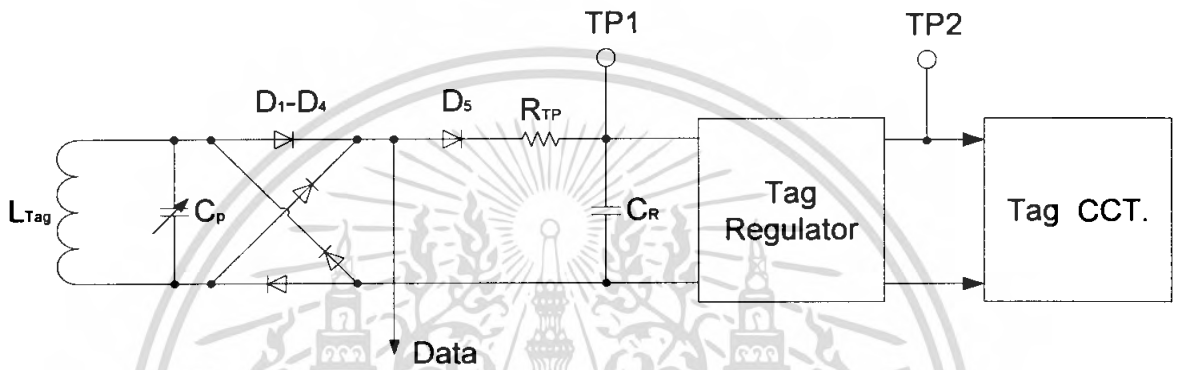 TP1
TP2
D1-D4
D5
RTP
LTag
Cp
CR
Tag
Regulator
Tag CCT.
Data